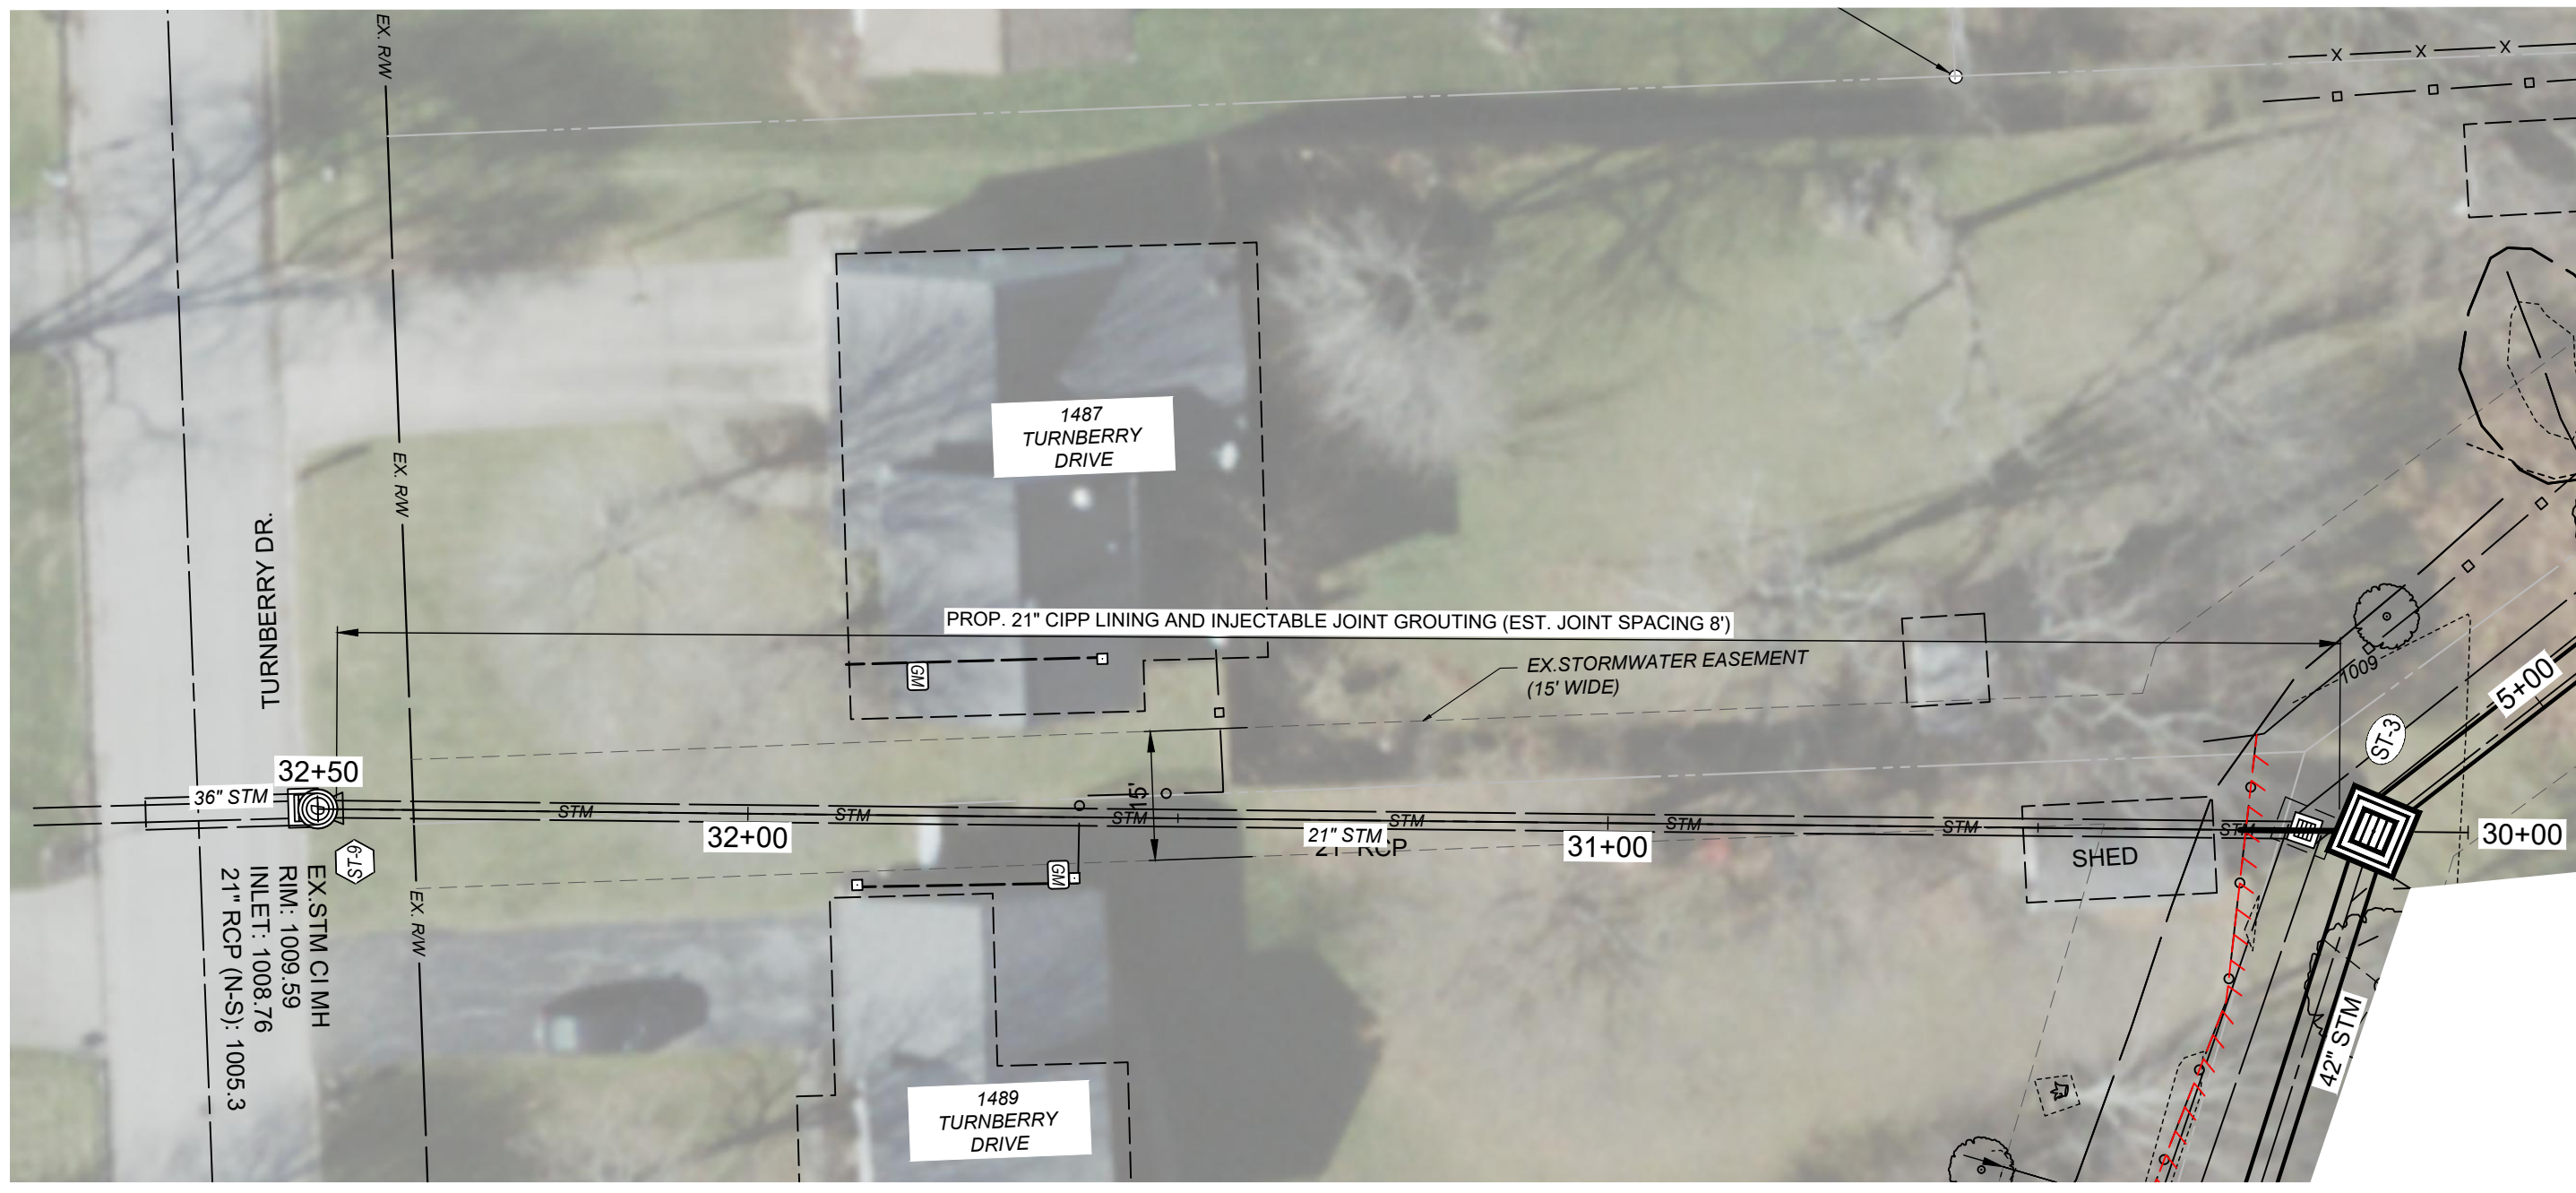 EX. R/W
X X X
1487
TURNBERRY
DRIVE
EX. R/W
TURNBERRY DR.
PROP. 21" CIPP LINING AND INJECTABLE JOINT GROUTING (EST. JOINT SPACING 8')
GM
EX.STORMWATER EASEMENT
(15' WIDE)
1009
5+00
ST-3
32+50
36" STM
15'
STM
STM
STM
STM
STM
STM
STM
32+00
21" STM
21" RCP
31+00
SHED
30+00
GM
ST-9
EX.STM CI MH
RIM: 1009.59
INLET: 1008.76
21" RCP (N-S): 1005.3
EX. R/W
42" STM
1489
TURNBERRY
DRIVE